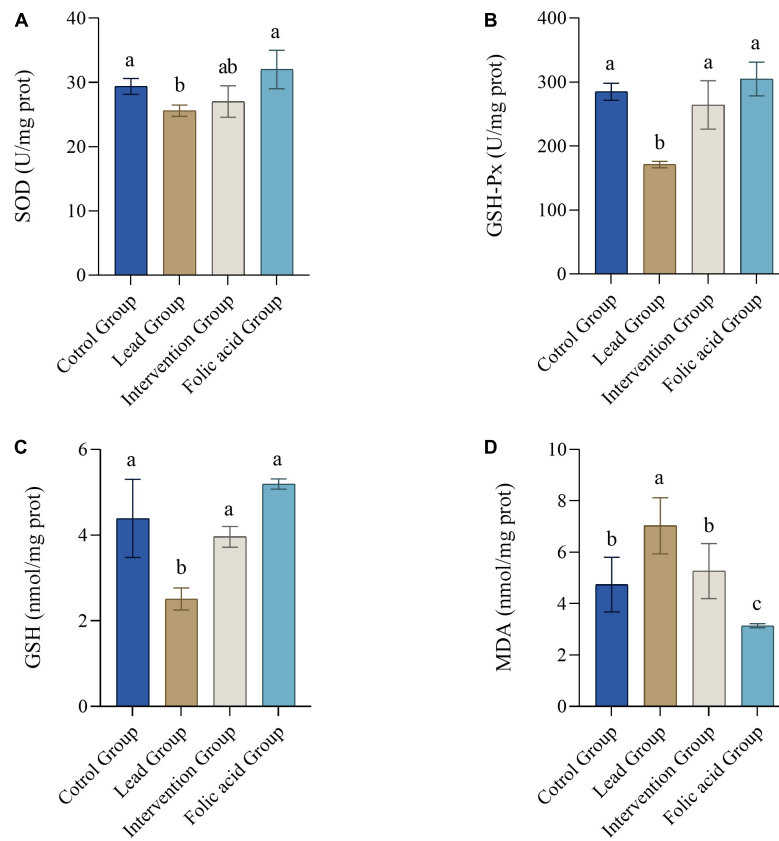 A
SOD (U/mg prot)
40
30
20
10
0
a
b
ab
a
Cotrol Group
Lead Group
Intervention Group
Folic acid Group
B
GSH-Px (U/mg prot)
400
300
200
100
0
a
b
a
a
Cotrol Group
Lead Group
Intervention Group
Folic acid Group
C
GSH (nmol/mg prot)
6
4
2
0
a
b
a
a
Cotrol Group
Lead Group
Intervention Group
Folic acid Group
D
MDA (nmol/mg prot)
10
8
6
4
2
0
b
a
b
c
Cotrol Group
Lead Group
Intervention Group
Folic acid Group